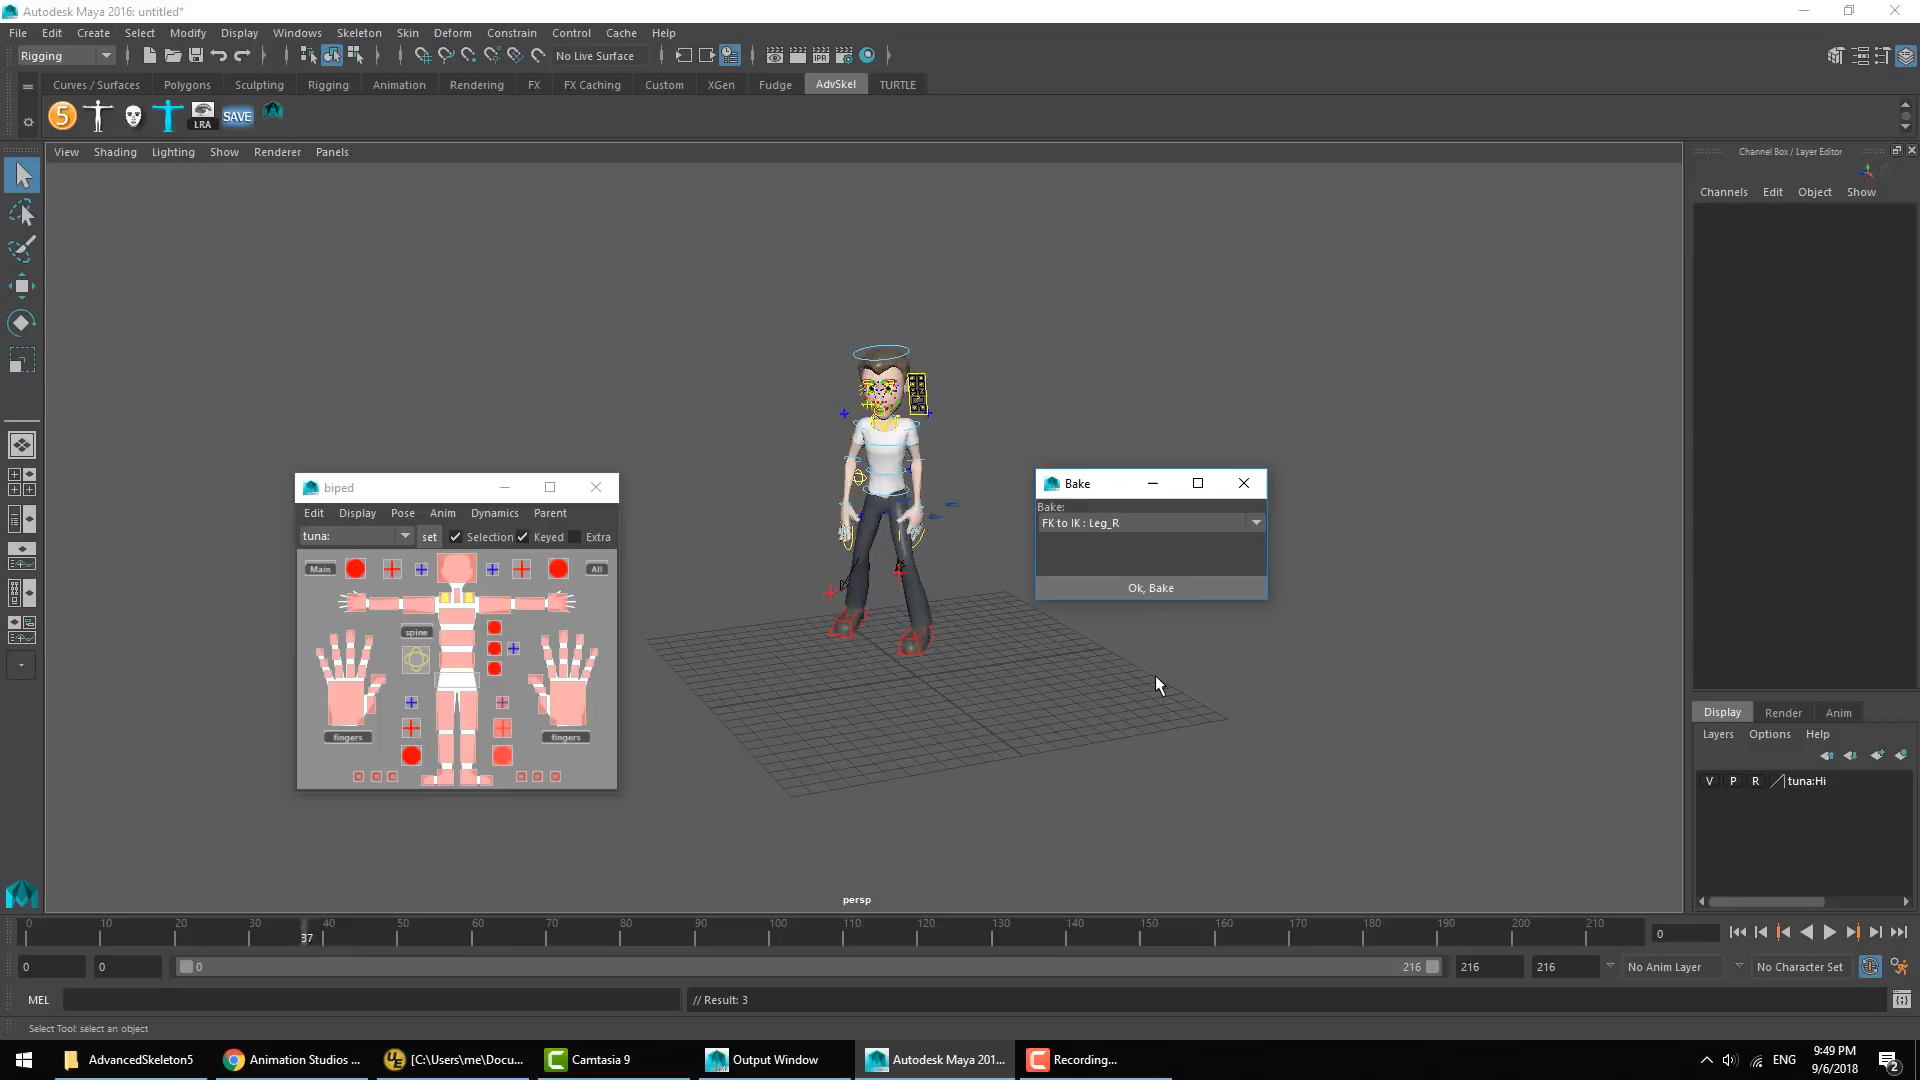 Autodesk Maya 2016: untitled*
File Edit Create Select Modify Display Windows Skeleton Skin Deform Constrain Control Cache Help
Rigging No Live Surface IPR
Curves / Surfaces Polygons Sculpting Rigging Animation Rendering FX FX Caching Custom XGen Fudge AdvSkel TURTLE
5 LRA SAVE
View Shading Lighting Show Renderer Panels
Channel Box / Layer Editor
Channels Edit Object Show
biped
Edit Display Pose Anim Dynamics Parent
tuna: set Selection Keyed Extra
Main All
spine
fingers fingers
Bake
Bake:
FK to IK : Leg_R
Ok, Bake
persp
Display Render Anim
Layers Options Help
V P R tuna:Hi
0 10 20 30 40 50 60 70 80 90 100 110 120 130 140 150 160 170 180 190 200 210
37
0
0 0 0 216 216 216 No Anim Layer No Character Set
MEL // Result: 3
Select Tool: select an object
AdvancedSkeleton5 Animation Studios ... [C:\Users\me\Docu... Camtasia 9 Output Window Autodesk Maya 201... Recording... ENG 9:49 PM
9/6/2018 2